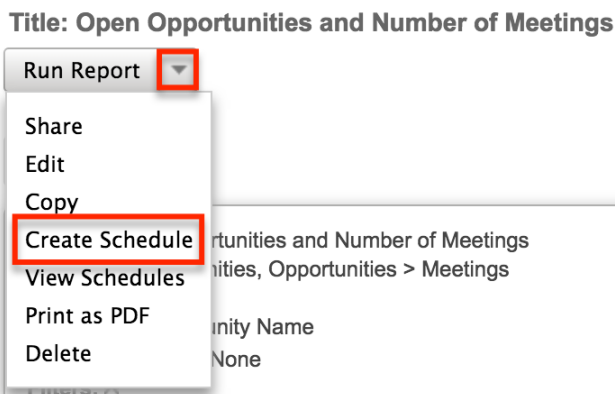 Title: Open Opportunities and Number of Meetings
Run Report
Share
Edit
Copy
Create Schedule rtunities and Number of Meetings
View Schedules nities, Opportunities > Meetings
Print as PDF unity Name
Delete None